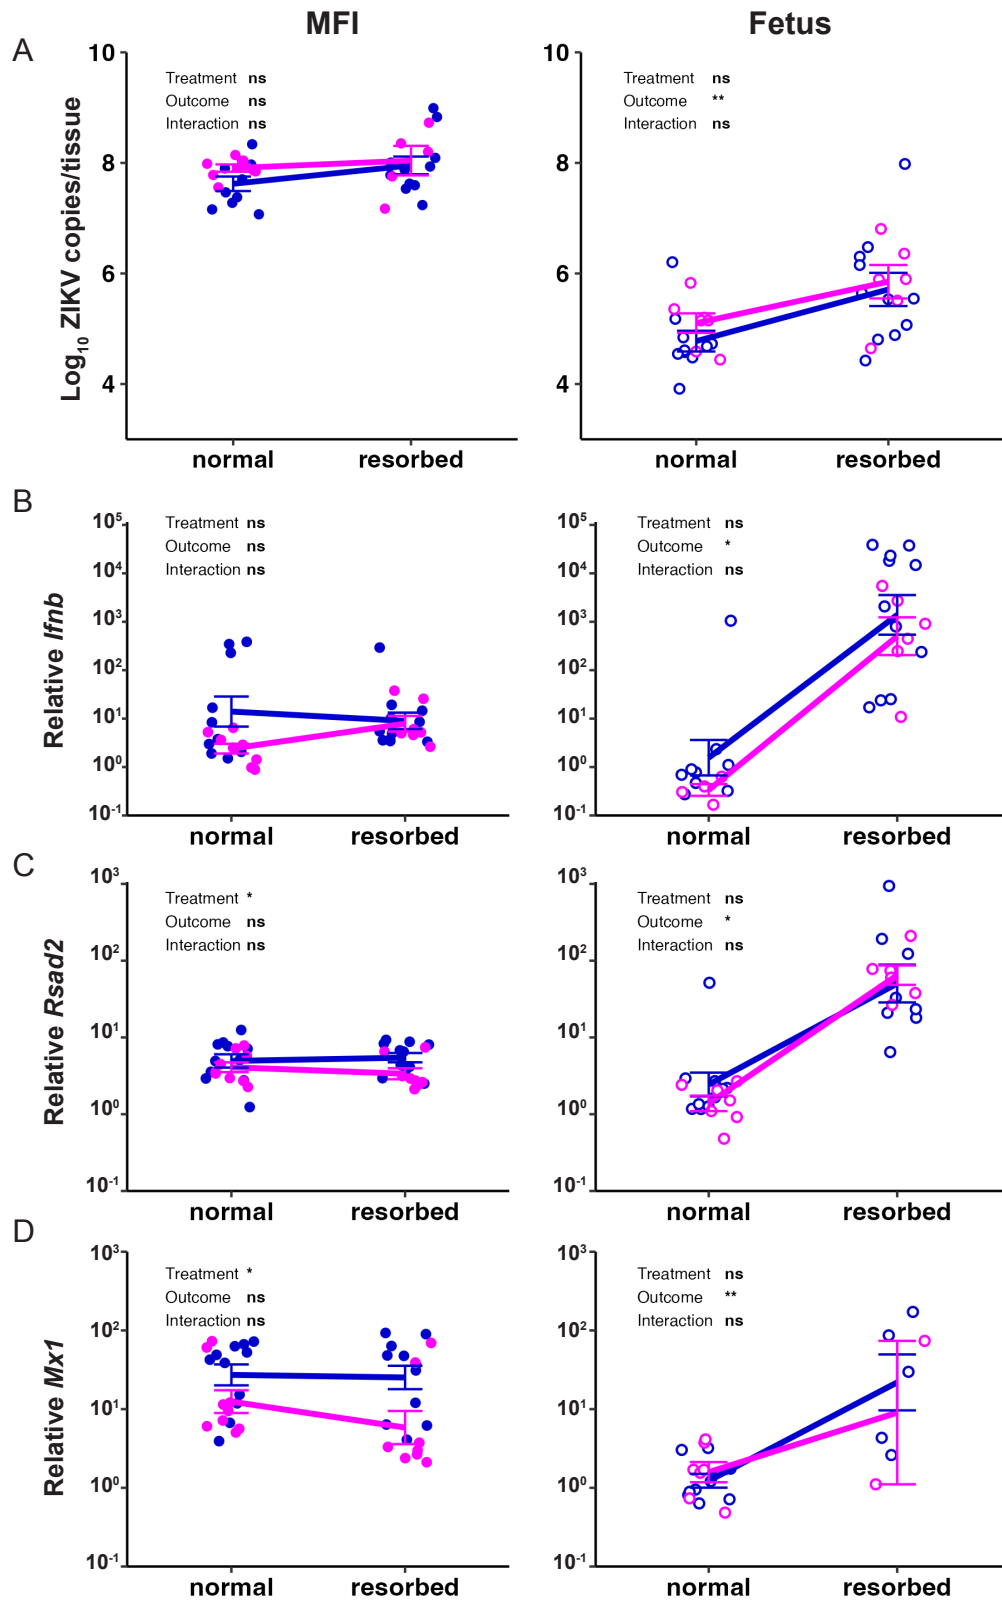 MFI Fetus
A
Log10 ZIKV copies/tissue
10
8
6
4
Treatment ns
Outcome ns
Interaction ns
normal resorbed
10
8
6
4
Treatment ns
Outcome **
Interaction ns
normal resorbed
B
Relative Ifnb
10^5
10^4
10^3
10^2
10^1
10^0
10^-1
Treatment ns
Outcome ns
Interaction ns
normal resorbed
10^5
10^4
10^3
10^2
10^1
10^0
10^-1
Treatment ns
Outcome *
Interaction ns
normal resorbed
C
Relative Rsad2
10^3
10^2
10^1
10^0
10^-1
Treatment *
Outcome ns
Interaction ns
normal resorbed
10^3
10^2
10^1
10^0
10^-1
Treatment ns
Outcome *
Interaction ns
normal resorbed
D
Relative Mx1
10^3
10^2
10^1
10^0
10^-1
Treatment *
Outcome ns
Interaction ns
normal resorbed
10^3
10^2
10^1
10^0
10^-1
Treatment ns
Outcome **
Interaction ns
normal resorbed